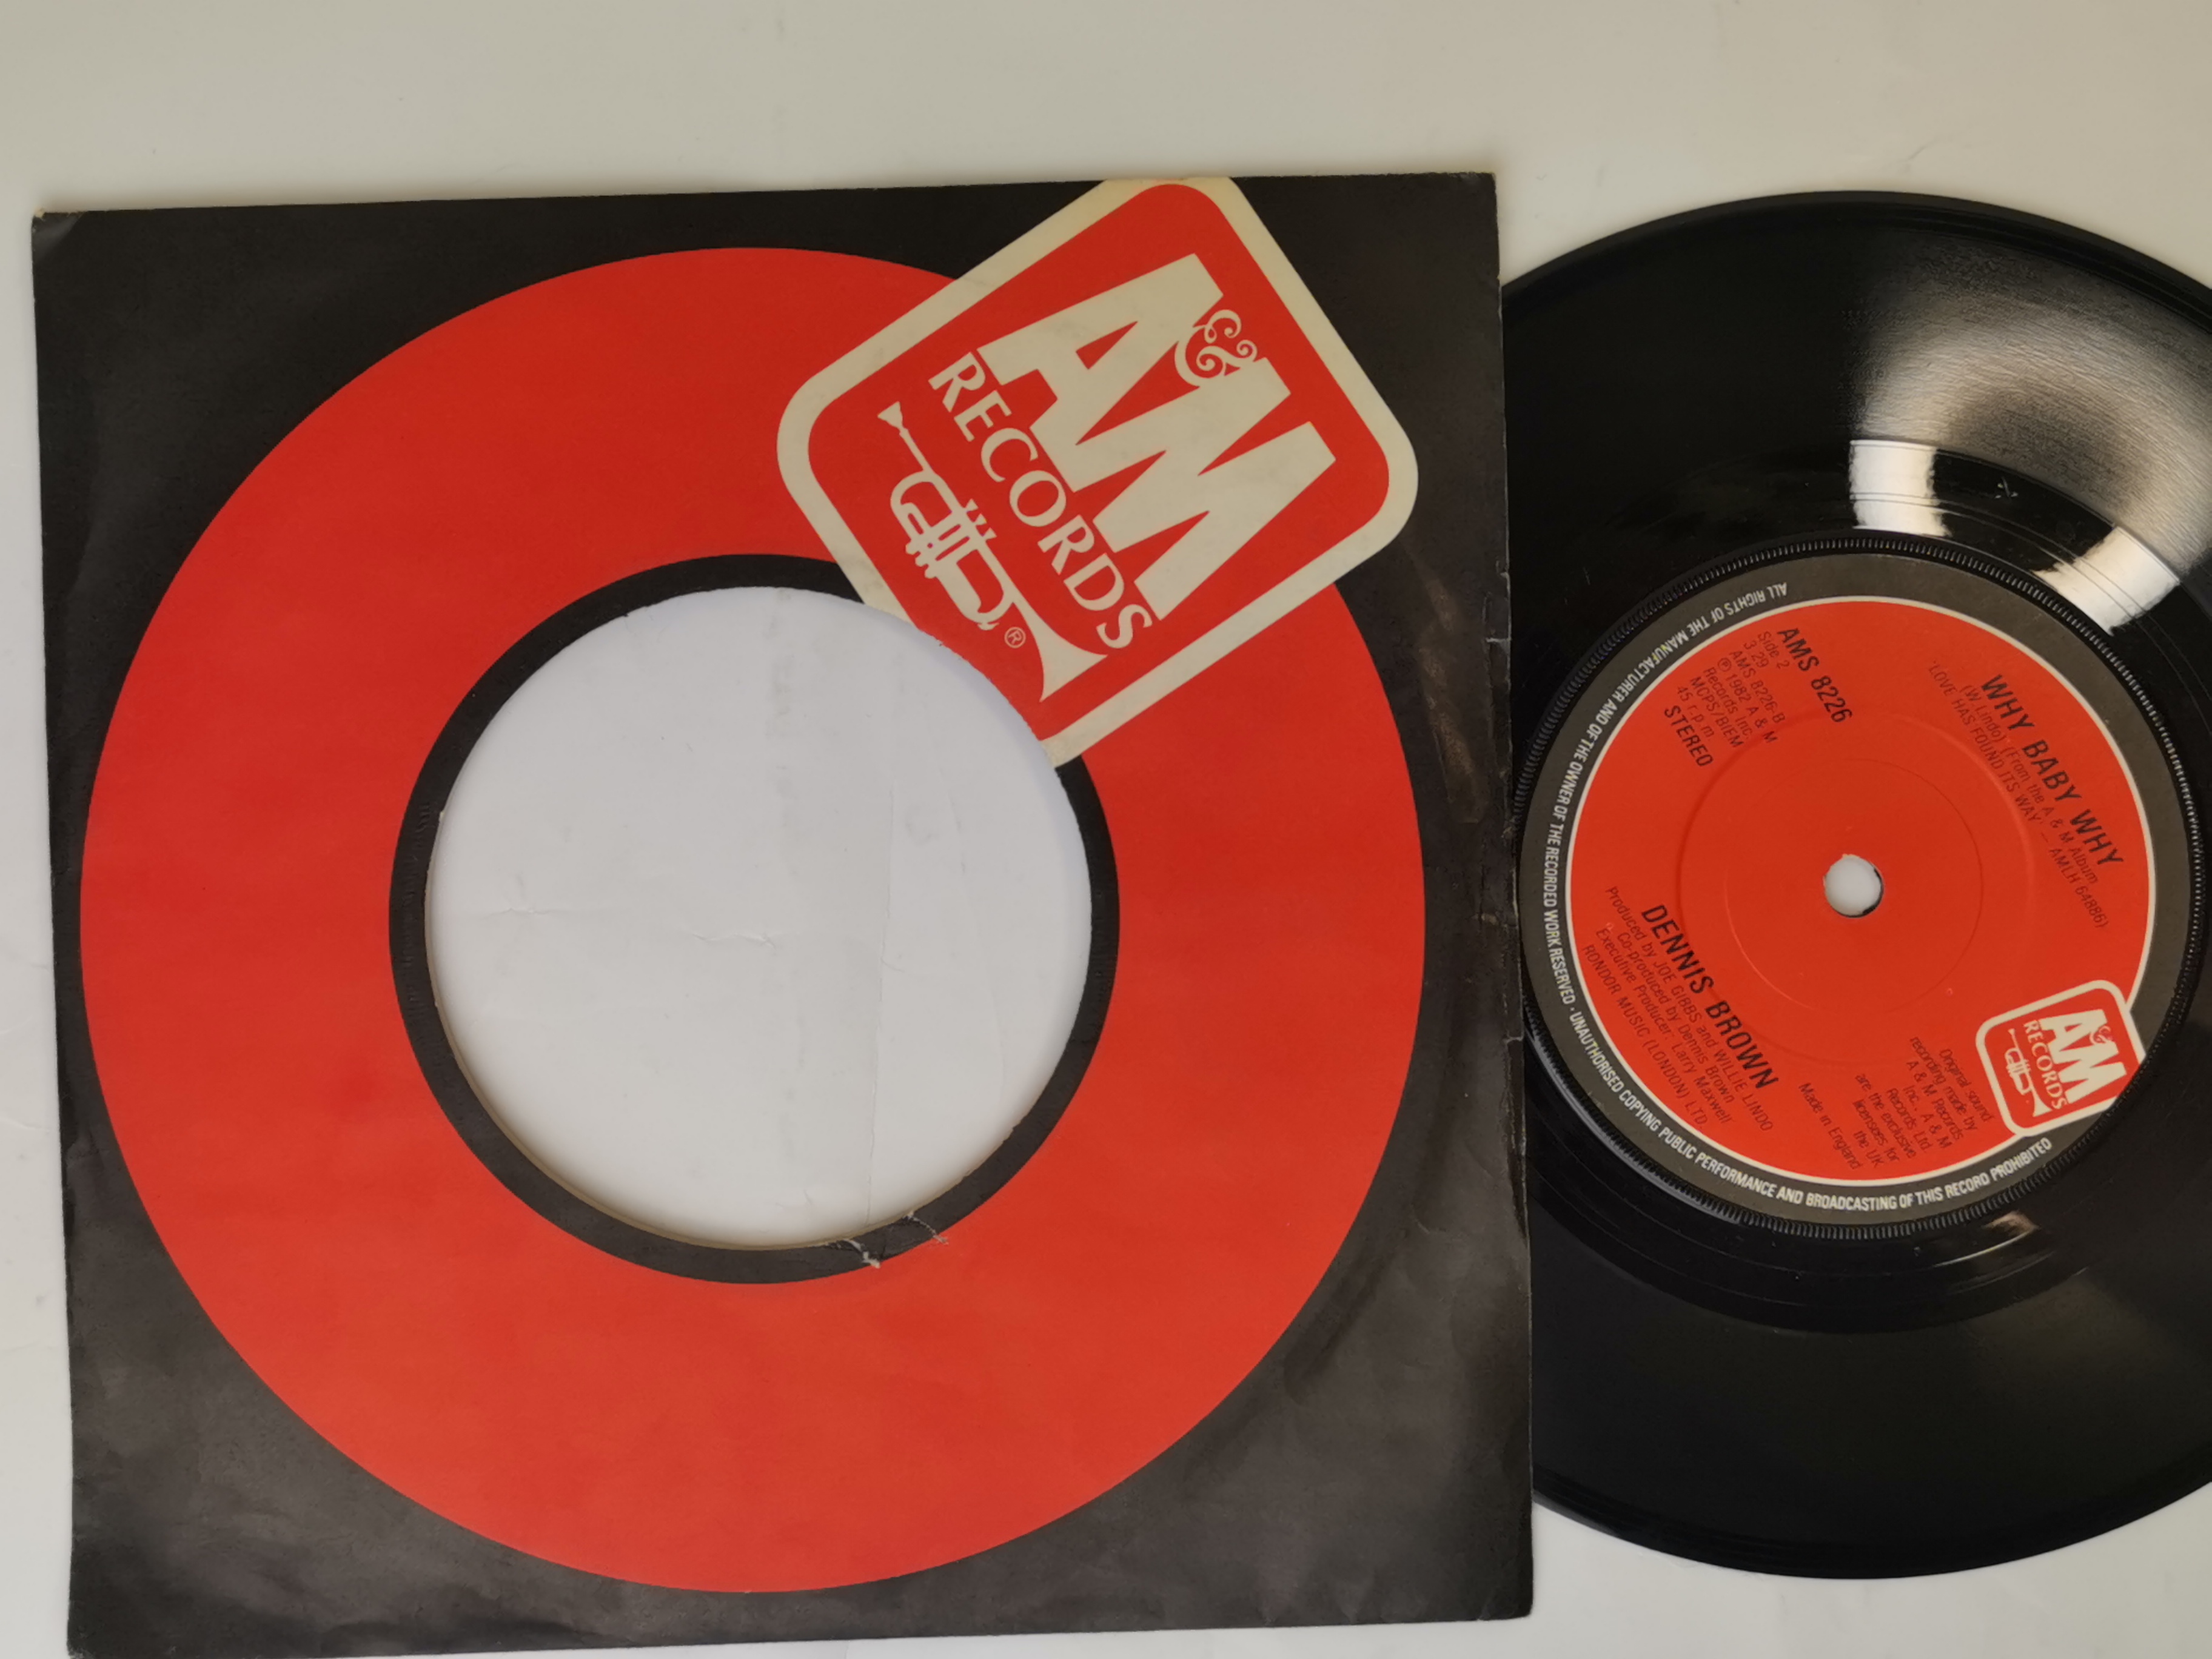 A&M
RECORDS
®
ALL RIGHTS OF THE MANUFACTURER AND OF THE OWNER OF THE RECORDED WORK RESERVED · UNAUTHORISED COPYING PUBLIC PERFORMANCE AND BROADCASTING OF THIS RECORD PROHIBITED
WHY BABY WHY
(W. Lindo) (From the A & M Album
'LOVE HAS FOUND ITS WAY' – AMLH 64886)
AMS 8226
Side 2
3.29
AMS 8226-B
℗1982 A & M
Records Inc.
MCPS/BIEM
45 r.p.m
STEREO
DENNIS BROWN
Produced by JOE GIBBS and WILLIE LINDO
Co-produced by Dennis Brown
Executive Producer: Larry Maxwell
RONDOR MUSIC (LONDON) LTD
Original sound
recording made by
A & M Records
Inc. A & M
Records Ltd.
are the exclusive
licensees for
the UK
Made in England
A&M
RECORDS